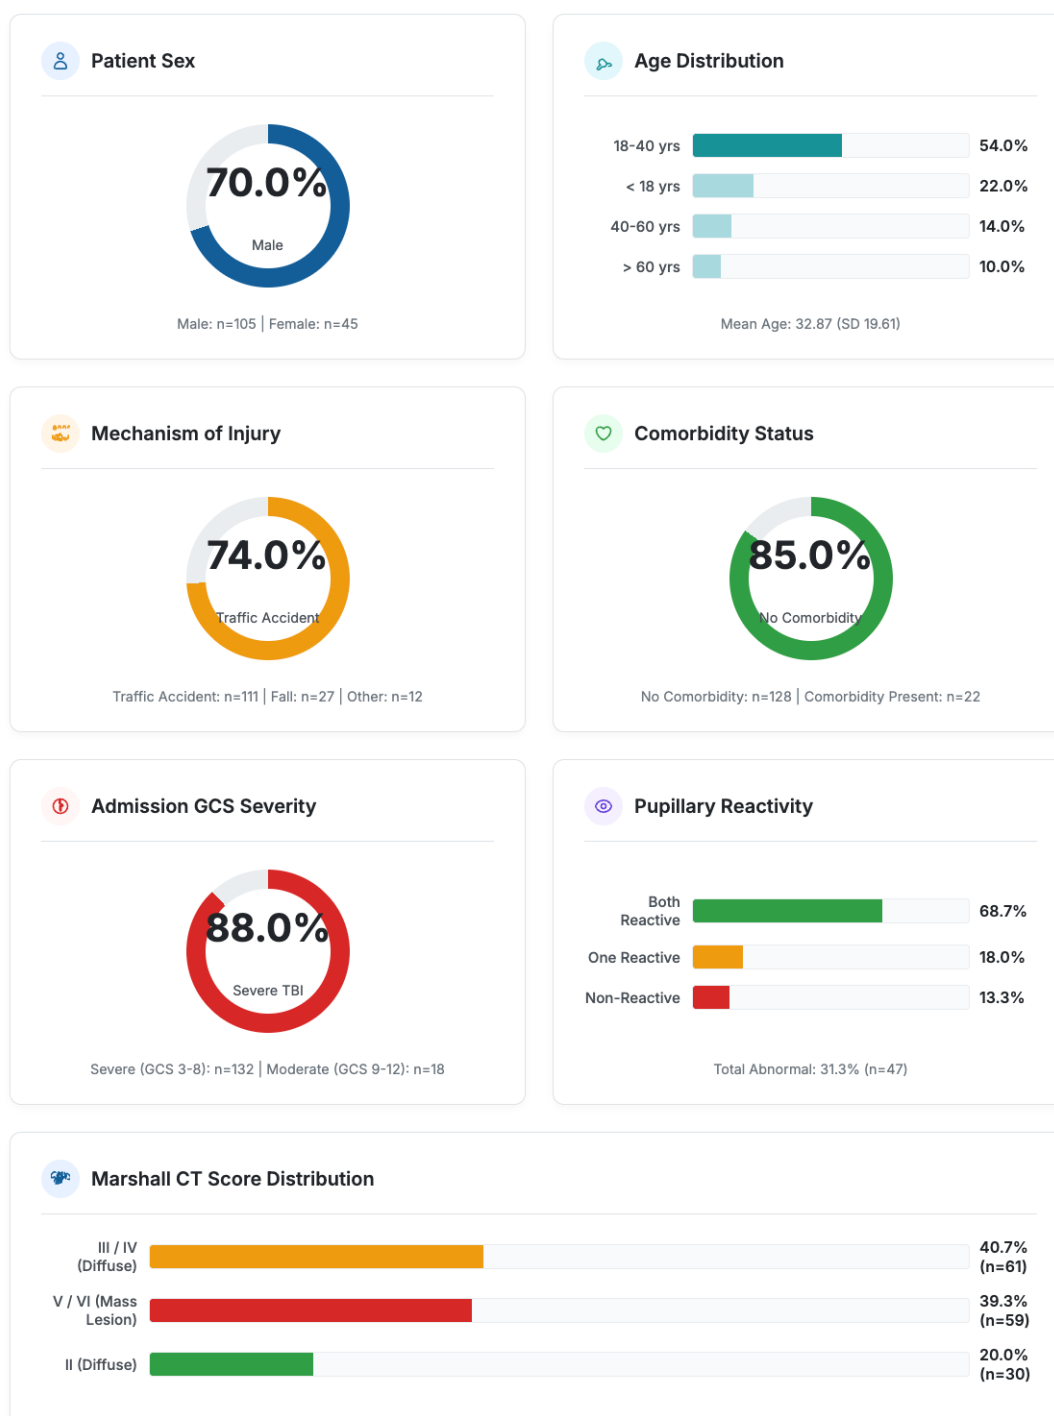 Patient Sex
70.0%
Male
Male: n=105 | Female: n=45
Age Distribution
18-40 yrs 54.0%
< 18 yrs 22.0%
40-60 yrs 14.0%
> 60 yrs 10.0%
Mean Age: 32.87 (SD 19.61)
Mechanism of Injury
74.0%
Traffic Accident
Traffic Accident: n=111 | Fall: n=27 | Other: n=12
Comorbidity Status
85.0%
No Comorbidity
No Comorbidity: n=128 | Comorbidity Present: n=22
Admission GCS Severity
88.0%
Severe TBI
Severe (GCS 3-8): n=132 | Moderate (GCS 9-12): n=18
Pupillary Reactivity
Both
Reactive
68.7%
One Reactive 18.0%
Non-Reactive 13.3%
Total Abnormal: 31.3% (n=47)
Marshall CT Score Distribution
III / IV
(Diffuse)
40.7%
(n=61)
V / VI (Mass
Lesion)
39.3%
(n=59)
II (Diffuse)
20.0%
(n=30)